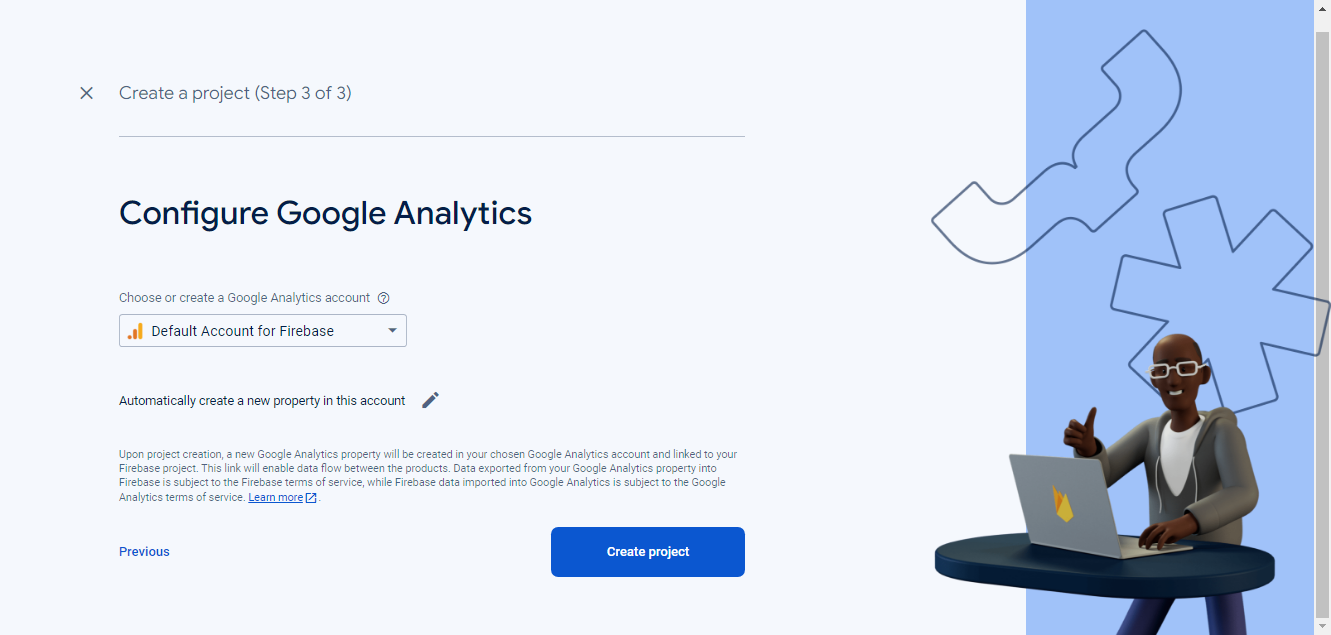 Create a project (Step 3 of 3)
Configure Google Analytics
Choose or create a Google Analytics account
Default Account for Firebase
Automatically create a new property in this account
Upon project creation, a new Google Analytics property will be created in your chosen Google Analytics account and linked to your
Firebase project. This link will enable data flow between the products. Data exported from your Google Analytics property into
Firebase is subject to the Firebase terms of service, while Firebase data imported into Google Analytics is subject to the Google
Analytics terms of service. Learn more.
Previous
Create project